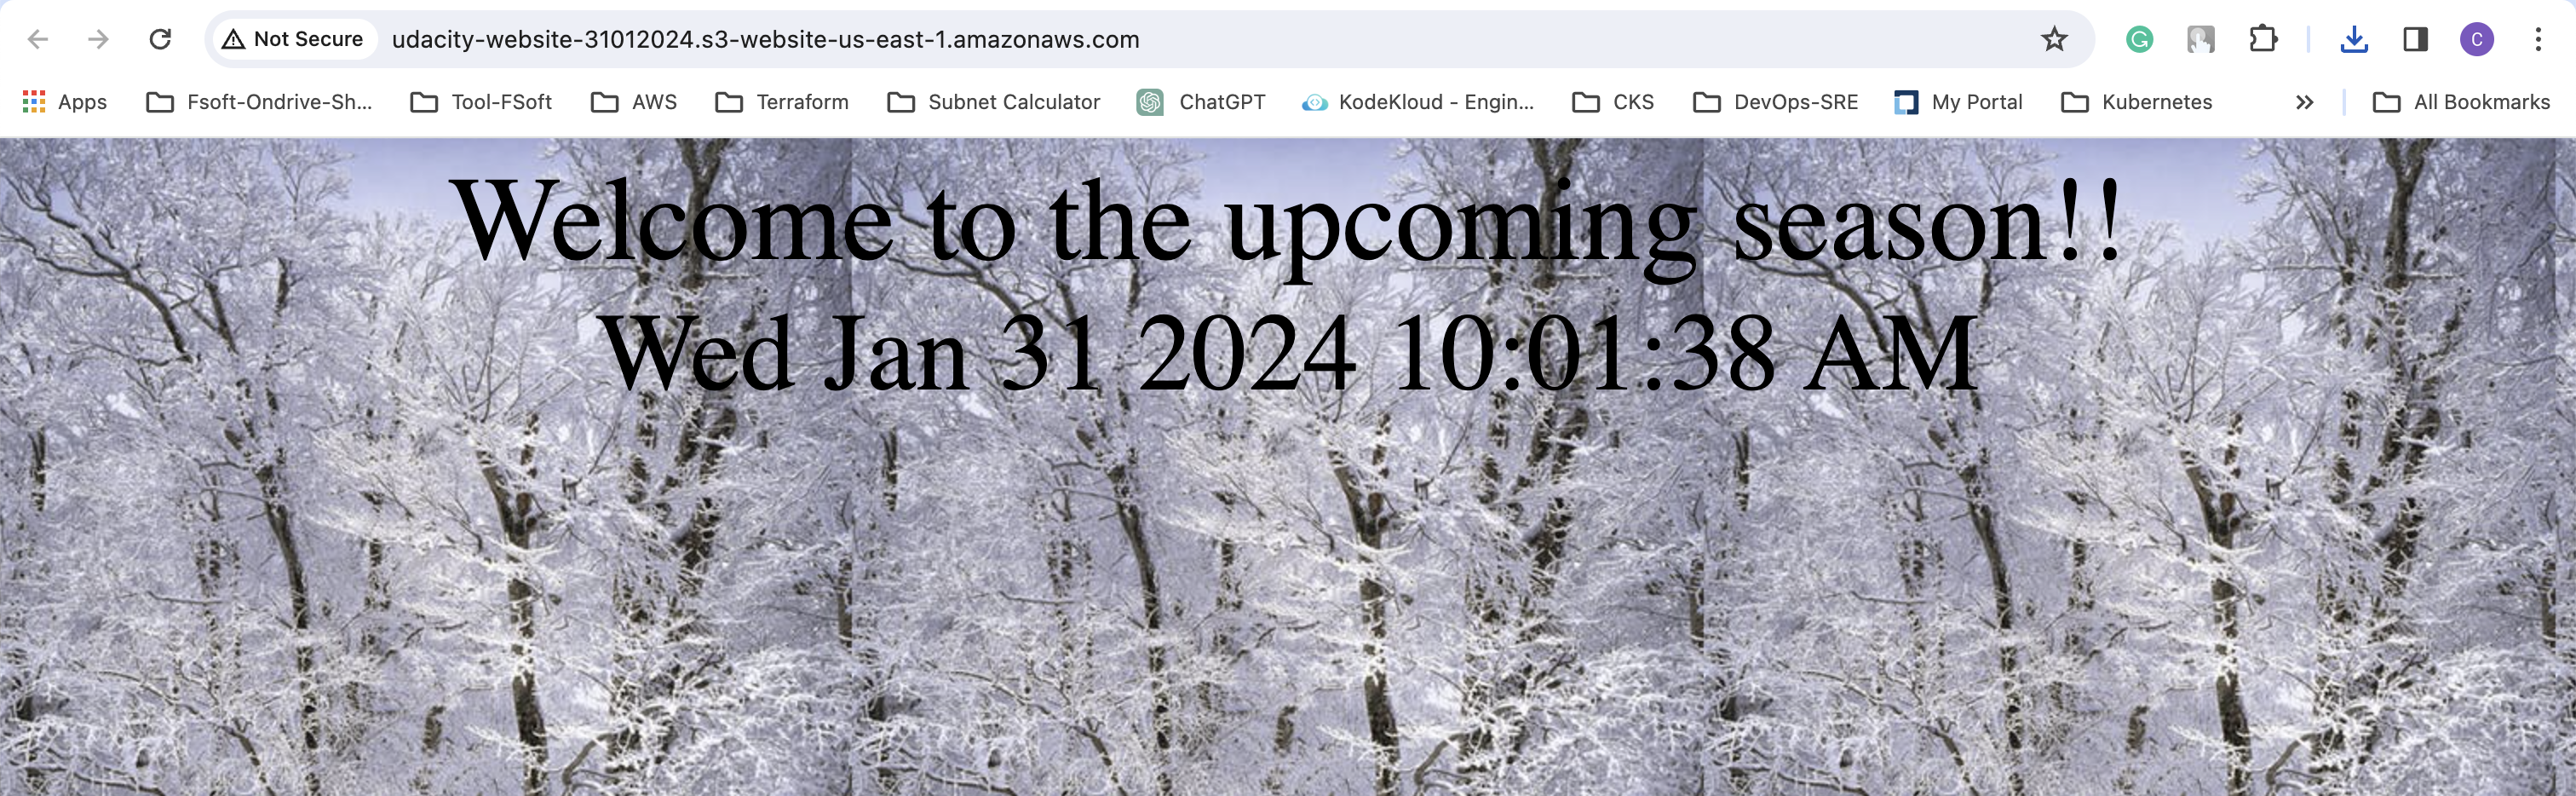 Not Secure udacity-website-31012024.s3-website-us-east-1.amazonaws.com C
Apps Fsoft-Ondrive-Sh... Tool-FSoft AWS Terraform Subnet Calculator ChatGPT KodeKloud - Engin... CKS DevOps-SRE My Portal Kubernetes » All Bookmarks
Welcome to the upcoming season!!
Wed Jan 31 2024 10:01:38 AM